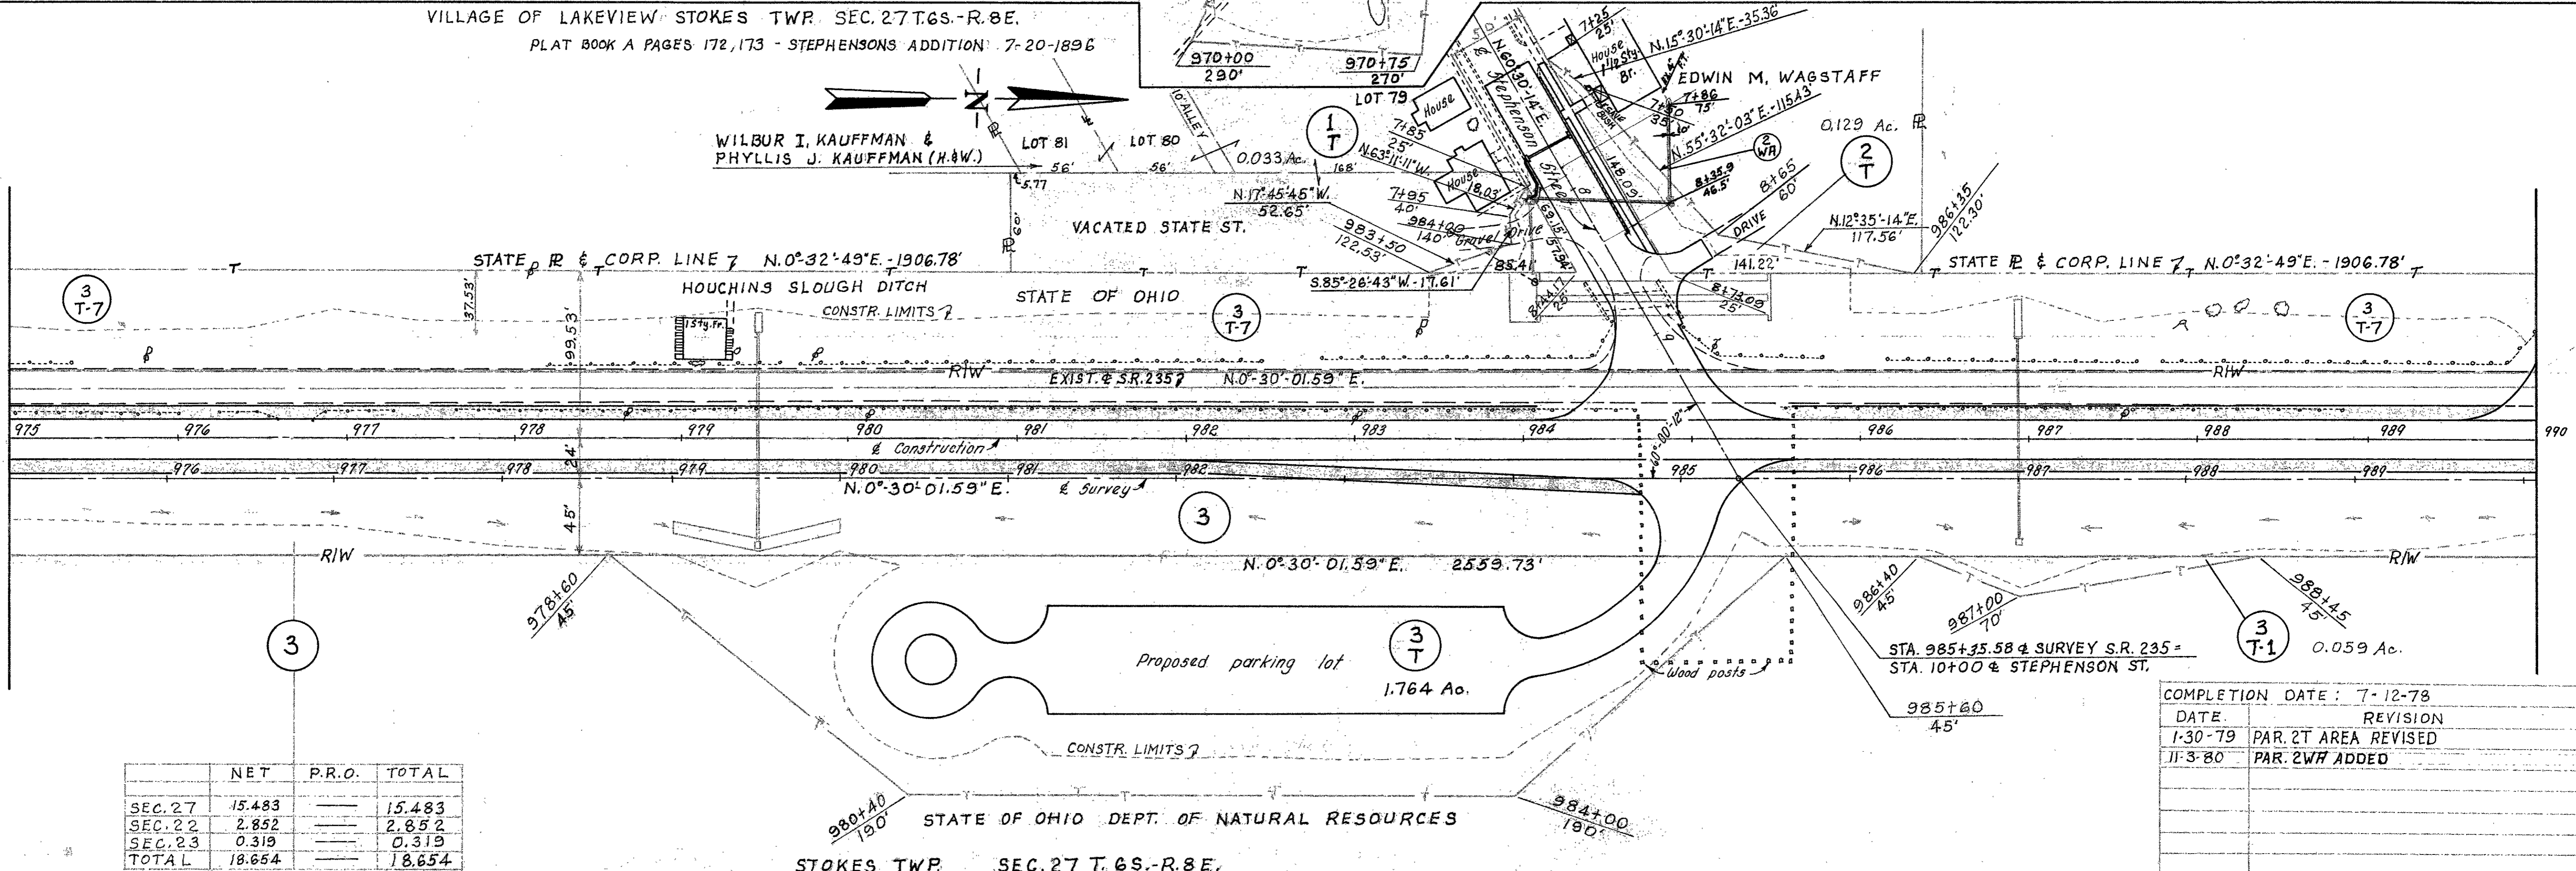 VILLAGE OF LAKEVIEW STOKES TWP. SEC. 27 T.6S.-R.8E.
PLAT BOOK A PAGES 172,173 - STEPHENSONS ADDITION 7-20-1896
970+00
290'
970+75
270'
LOT 79
N
10' ALLEY
WILBUR I. KAUFFMAN &
PHYLLIS J. KAUFFMAN (H.&W.)
LOT 81
LOT 80
56'
56'
168'
0.033 Ac.
1
T
5.77
60'
VACATED STATE ST.
N.17°45'45"W.
52.65'
983+50
122.53'
984+00
140'
Gravel Drive
House
House
7+85
25'
N.63°11'-11"W.
18.03'
7+95
40'
50'
N.60°30'-14"E.
Stephenson Street
8
7+25
25'
House
1 1/2 Sty.
Br.
N.15°-30'-14"E.-35.36'
EDWIN M. WAGSTAFF
7+86
75'
7+50
35'
N.55°-32'-03"E.-115.43'
2
WA
0.129 Ac.
2
T
148.09'
8+35.9
46.5'
8+65
60'
DRIVE
N.12°35'-14"E.
117.56'
986+35
122.30'
69.15'
157.94'
85.41
141.22'
S.85°-26'-43"W.-17.61'
8+44.17
25'
8+73.09
25'
STATE PL & CORP. LINE N.0°-32'-49"E.-1906.78'
STATE PL & CORP. LINE N.0°-32'-49"E.-1906.78'
HOUCHINS SLOUGH DITCH
STATE OF OHIO
CONSTR. LIMITS
3
T-7
3
T-7
3
T-7
37.53'
99.53'
1 Sty. Fr.
R/W
EXIST. ℄ S.R.235 N.0°-30'-01.59"E.
R/W
9
975 976 977 978 979 980 981 982 983 984 986 987 988 989 990
24'
℄ Construction
60°-00'-12"
976 977 978 979 980 981 982 985 986 987 988 989
N.0°-30'-01.59"E. ℄ Survey
45'
3
R/W
N.0°-30'-01.59"E. 2559.73'
R/W
978+60
45'
986+40
45'
987+00
70'
988+45
45'
3
T-1
0.059 Ac.
3
Proposed parking lot
3
T
1.764 Ac.
Wood posts
STA. 985+35.58 ℄ SURVEY S.R. 235 =
STA. 10+00 ℄ STEPHENSON ST.
985+60
45'
CONSTR. LIMITS
980+40
190'
984+00
190'
STATE OF OHIO DEPT. OF NATURAL RESOURCES
STOKES TWP. SEC. 27 T.6S.-R.8E.
NET P.R.O. TOTAL
SEC. 27 15.483 — 15.483
SEC. 22 2.852 — 2.852
SEC. 23 0.319 — 0.319
TOTAL 18.654 — 18.654
COMPLETION DATE: 7-12-78
DATE REVISION
1-30-79 PAR. 2T AREA REVISED
11-3-80 PAR. 2WA ADDED